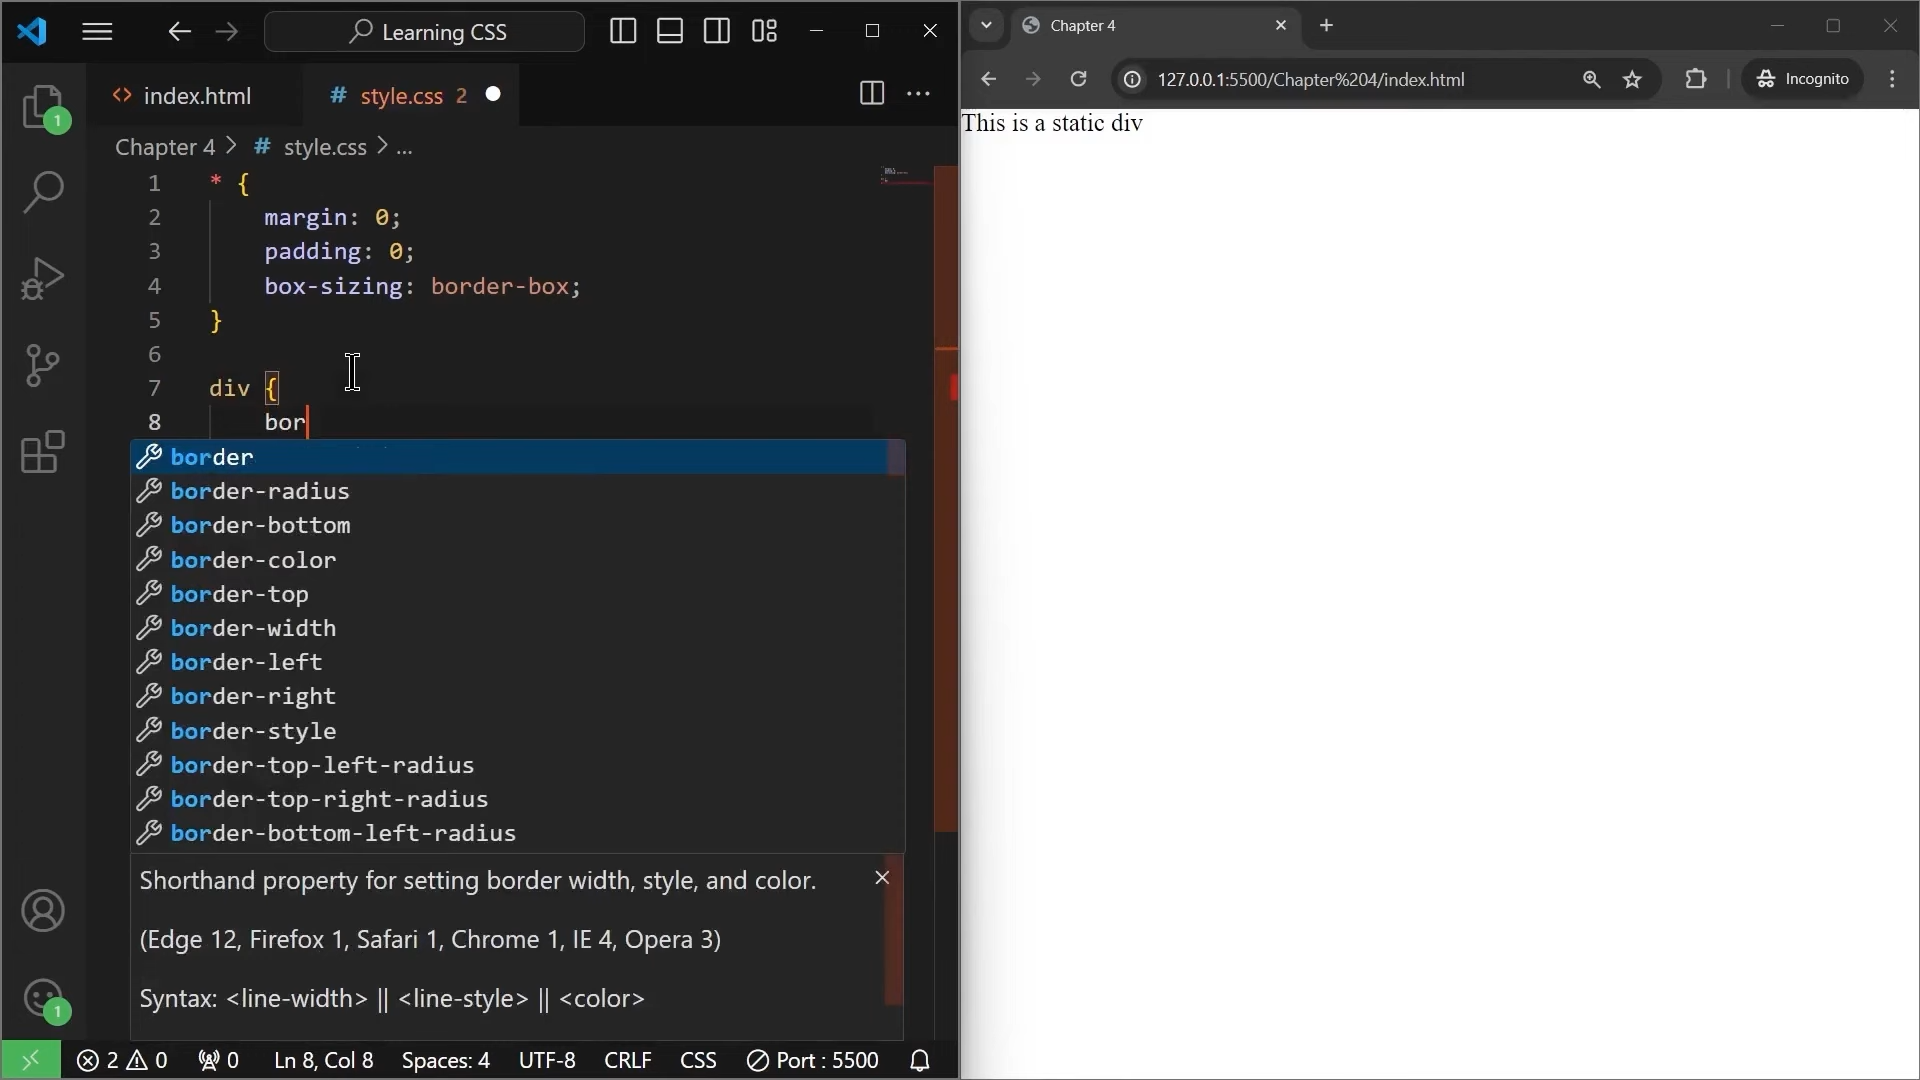 Learning CSS
index.html
style.css 2
Chapter 4 > # style.css > ...
1 * {
2 margin: 0;
3 padding: 0;
4 box-sizing: border-box;
5 }
6
7 div {
8 bor
border
border-radius
border-bottom
border-color
border-top
border-width
border-left
border-right
border-style
border-top-left-radius
border-top-right-radius
border-bottom-left-radius
Shorthand property for setting border width, style, and color.
(Edge 12, Firefox 1, Safari 1, Chrome 1, IE 4, Opera 3)
Syntax: <line-width> || <line-style> || <color>
1
1
2 0 0 Ln 8, Col 8 Spaces: 4 UTF-8 CRLF CSS Port : 5500
Chapter 4
127.0.0.1:5500/Chapter%204/index.html
Incognito
This is a static div